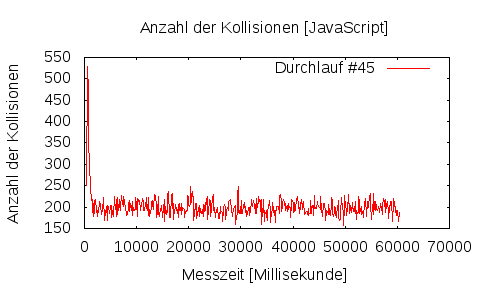 Anzahl der Kollisionen [JavaScript]
Durchlauf #45
Anzahl der Kollisionen
550
500
450
400
350
300
250
200
150
0 10000 20000 30000 40000 50000 60000 70000
Messzeit [Millisekunde]